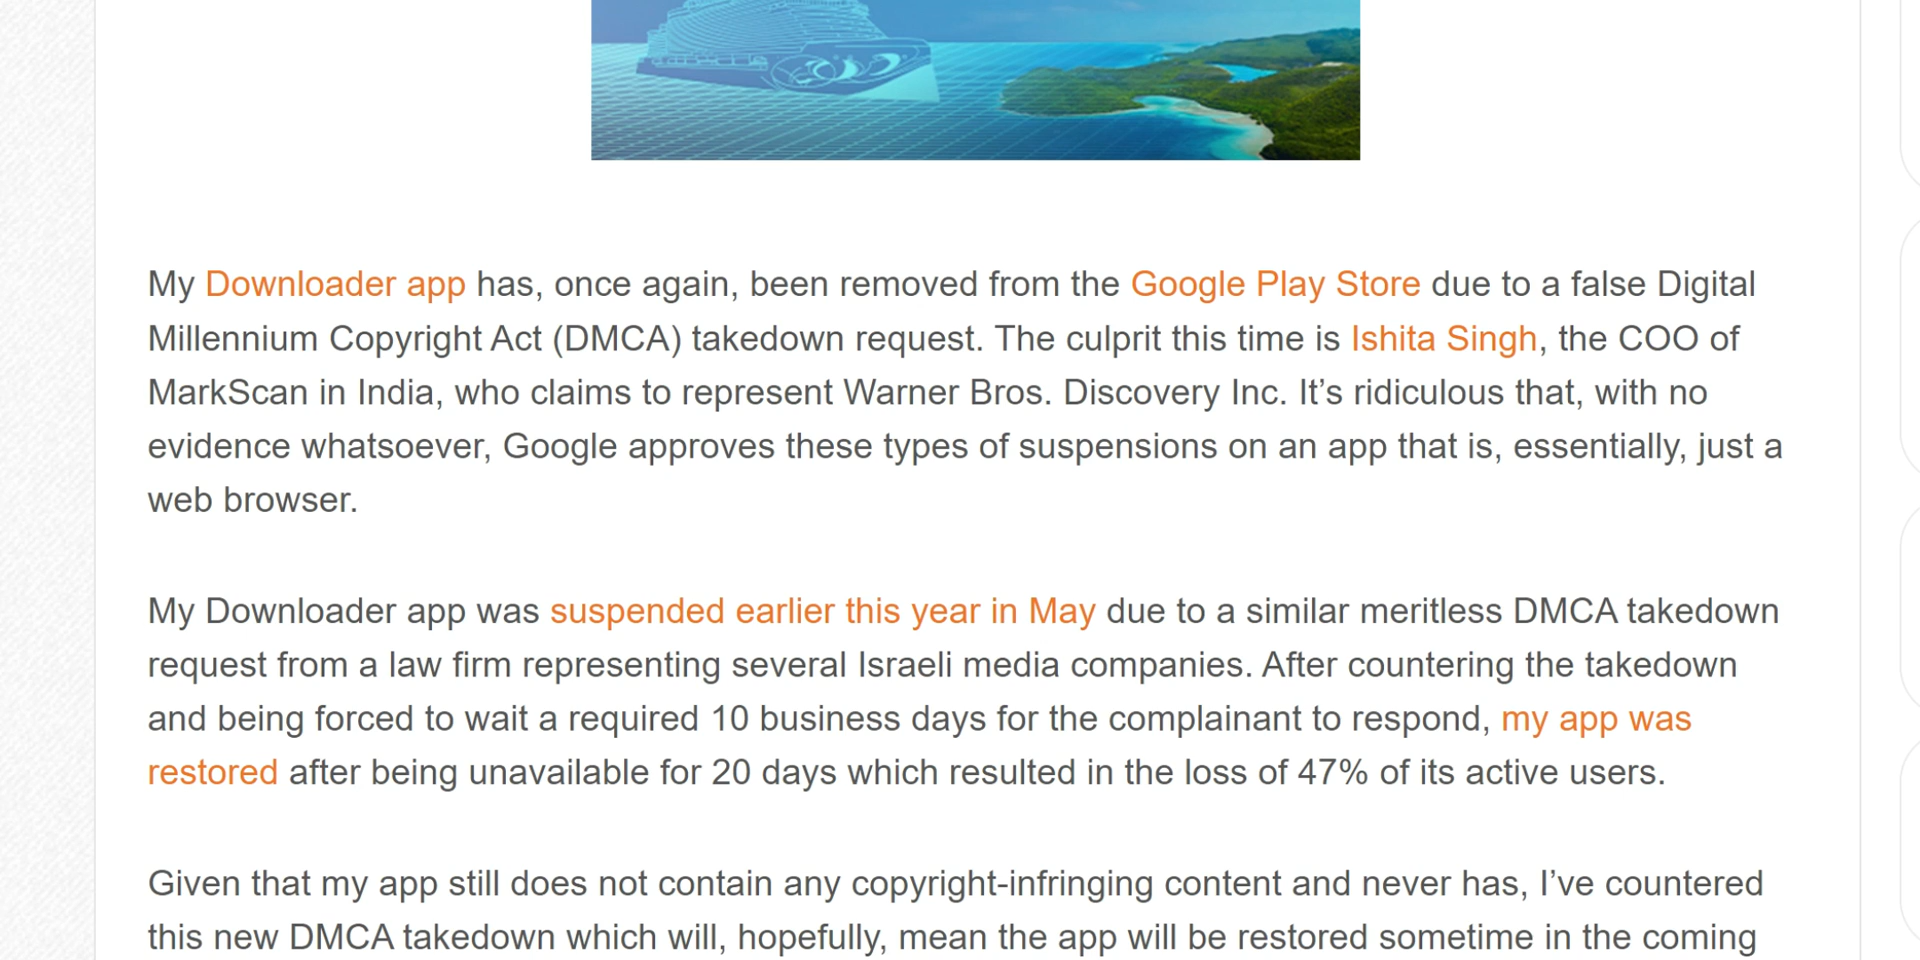 My Downloader app has, once again, been removed from the Google Play Store due to a false Digital
Millennium Copyright Act (DMCA) takedown request. The culprit this time is Ishita Singh, the COO of
MarkScan in India, who claims to represent Warner Bros. Discovery Inc. It’s ridiculous that, with no
evidence whatsoever, Google approves these types of suspensions on an app that is, essentially, just a
web browser.
My Downloader app was suspended earlier this year in May due to a similar meritless DMCA takedown
request from a law firm representing several Israeli media companies. After countering the takedown
and being forced to wait a required 10 business days for the complainant to respond, my app was
restored after being unavailable for 20 days which resulted in the loss of 47% of its active users.
Given that my app still does not contain any copyright-infringing content and never has, I’ve countered
this new DMCA takedown which will, hopefully, mean the app will be restored sometime in the coming